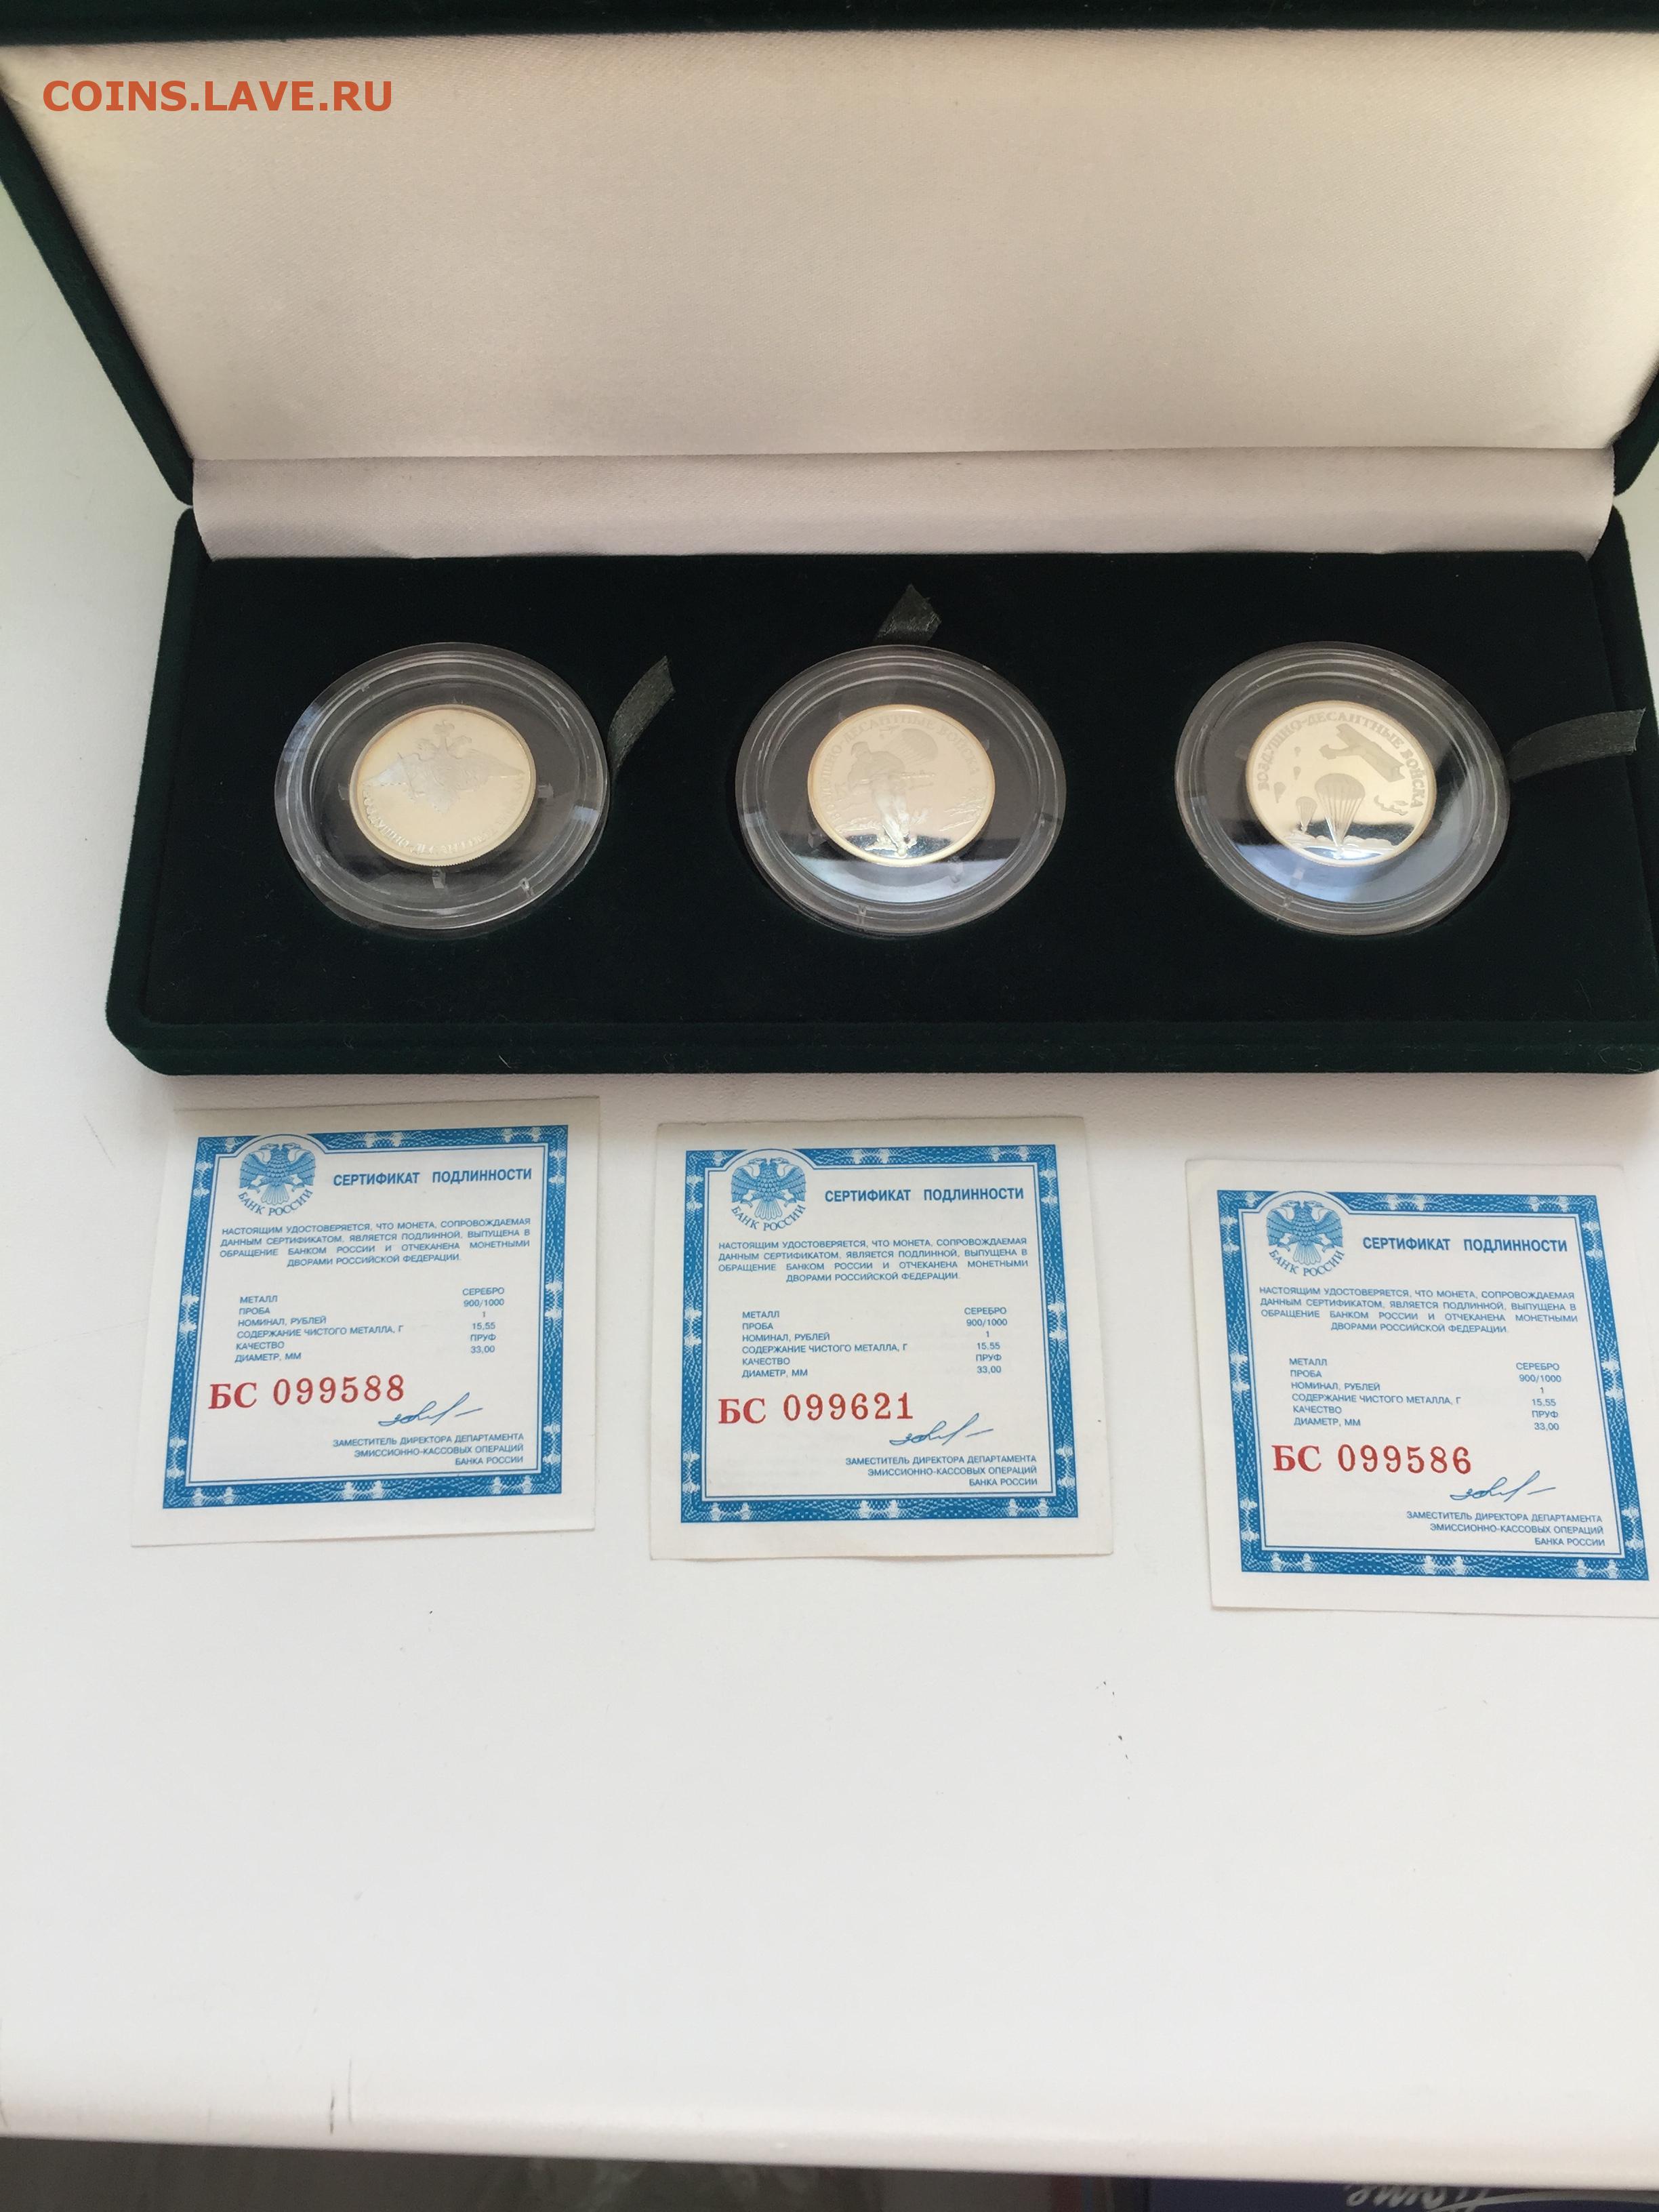 COINS.LAVE.RU
ВОЗДУШНО-ДЕСАНТНЫЕ ВОЙСКА
ВОЗДУШНО-ДЕСАНТНЫЕ ВОЙСКА
БАНК РОССИИ
СЕРТИФИКАТ ПОДЛИННОСТИ
НАСТОЯЩИМ УДОСТОВЕРЯЕТСЯ, ЧТО МОНЕТА, СОПРОВОЖДАЕМАЯ
ДАННЫМ СЕРТИФИКАТОМ, ЯВЛЯЕТСЯ ПОДЛИННОЙ, ВЫПУЩЕНА В
ОБРАЩЕНИЕ БАНКОМ РОССИИ И ОТЧЕКАНЕНА МОНЕТНЫМИ
ДВОРАМИ РОССИЙСКОЙ ФЕДЕРАЦИИ.
МЕТАЛЛ СЕРЕБРО
ПРОБА 900/1000
НОМИНАЛ, РУБЛЕЙ 1
СОДЕРЖАНИЕ ЧИСТОГО МЕТАЛЛА, Г 15,55
КАЧЕСТВО ПРУФ
ДИАМЕТР, ММ 33,00
БС 099588
ЗАМЕСТИТЕЛЬ ДИРЕКТОРА ДЕПАРТАМЕНТА
ЭМИССИОННО-КАССОВЫХ ОПЕРАЦИЙ
БАНКА РОССИИ
БАНК РОССИИ
СЕРТИФИКАТ ПОДЛИННОСТИ
НАСТОЯЩИМ УДОСТОВЕРЯЕТСЯ, ЧТО МОНЕТА, СОПРОВОЖДАЕМАЯ
ДАННЫМ СЕРТИФИКАТОМ, ЯВЛЯЕТСЯ ПОДЛИННОЙ, ВЫПУЩЕНА В
ОБРАЩЕНИЕ БАНКОМ РОССИИ И ОТЧЕКАНЕНА МОНЕТНЫМИ
ДВОРАМИ РОССИЙСКОЙ ФЕДЕРАЦИИ.
МЕТАЛЛ СЕРЕБРО
ПРОБА 900/1000
НОМИНАЛ, РУБЛЕЙ 1
СОДЕРЖАНИЕ ЧИСТОГО МЕТАЛЛА, Г 15,55
КАЧЕСТВО ПРУФ
ДИАМЕТР, ММ 33,00
БС 099621
ЗАМЕСТИТЕЛЬ ДИРЕКТОРА ДЕПАРТАМЕНТА
ЭМИССИОННО-КАССОВЫХ ОПЕРАЦИЙ
БАНКА РОССИИ
БАНК РОССИИ
СЕРТИФИКАТ ПОДЛИННОСТИ
НАСТОЯЩИМ УДОСТОВЕРЯЕТСЯ, ЧТО МОНЕТА, СОПРОВОЖДАЕМАЯ
ДАННЫМ СЕРТИФИКАТОМ, ЯВЛЯЕТСЯ ПОДЛИННОЙ, ВЫПУЩЕНА В
ОБРАЩЕНИЕ БАНКОМ РОССИИ И ОТЧЕКАНЕНА МОНЕТНЫМИ
ДВОРАМИ РОССИЙСКОЙ ФЕДЕРАЦИИ.
МЕТАЛЛ СЕРЕБРО
ПРОБА 900/1000
НОМИНАЛ, РУБЛЕЙ 1
СОДЕРЖАНИЕ ЧИСТОГО МЕТАЛЛА, Г 15,55
КАЧЕСТВО ПРУФ
ДИАМЕТР, ММ 33,00
БС 099586
ЗАМЕСТИТЕЛЬ ДИРЕКТОРА ДЕПАРТАМЕНТА
ЭМИССИОННО-КАССОВЫХ ОПЕРАЦИЙ
БАНКА РОССИИ